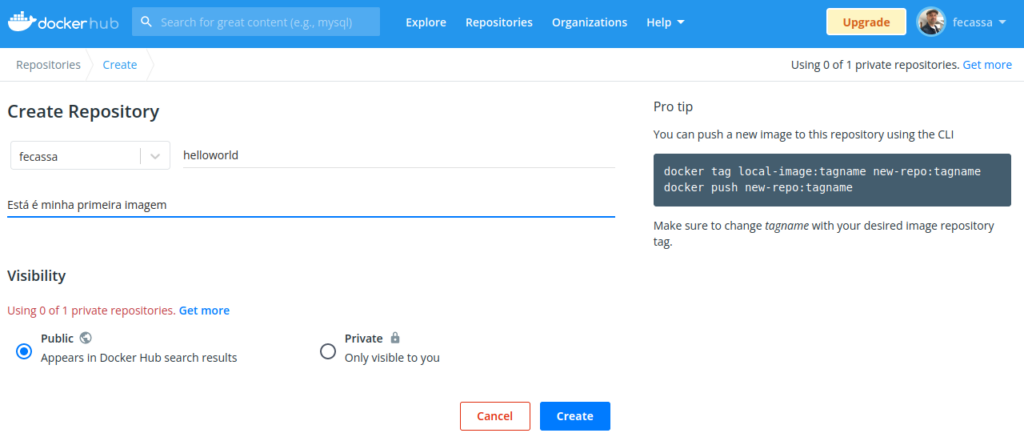 dockerhub
Search for great content (e.g., mysql)
Explore
Repositories
Organizations
Help
Upgrade
fecassa
Repositories
Create
Using 0 of 1 private repositories. Get more
Create Repository
fecassa
helloworld
Está é minha primeira imagem
Visibility
Using 0 of 1 private repositories. Get more
Public
Appears in Docker Hub search results
Private
Only visible to you
Cancel
Create
Pro tip
You can push a new image to this repository using the CLI
docker tag local-image:tagname new-repo:tagname
docker push new-repo:tagname
Make sure to change tagname with your desired image repository
tag.